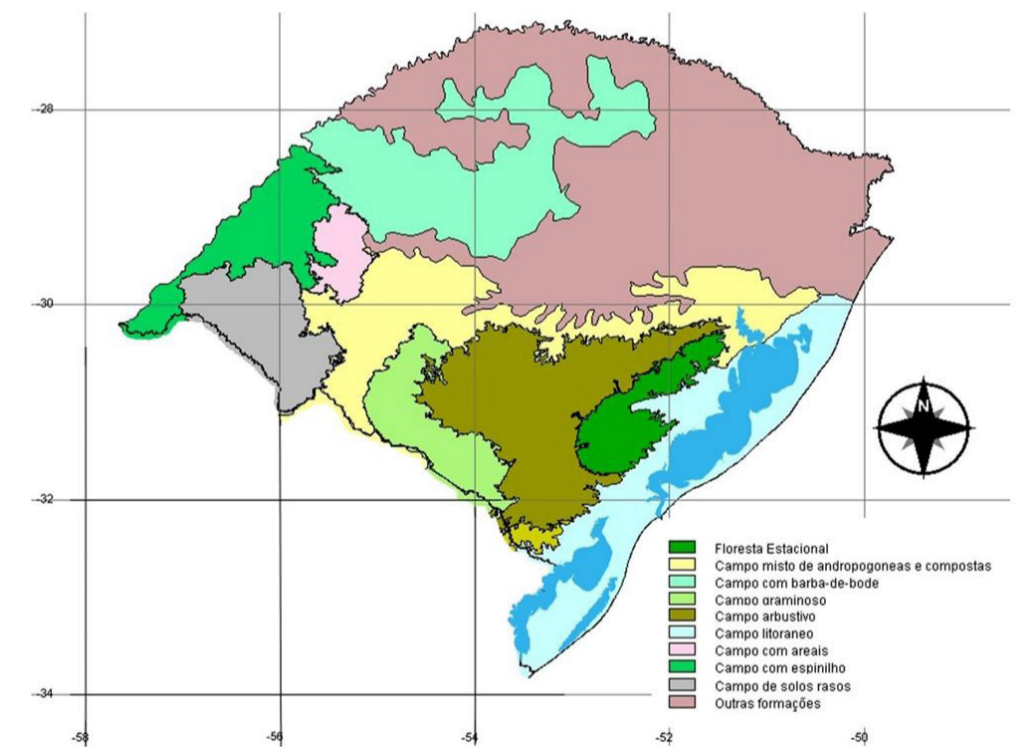 -28
-30
-32
-34
-58
-56
-54
-52
-50
N
Floresta Estacional
Campo misto de andropogoneas e compostas
Campo com barba-de-bode
Campo graminoso
Campo arbustivo
Campo litoraneo
Campo com areais
Campo com espinilho
Campo de solos rasos
Outras formações